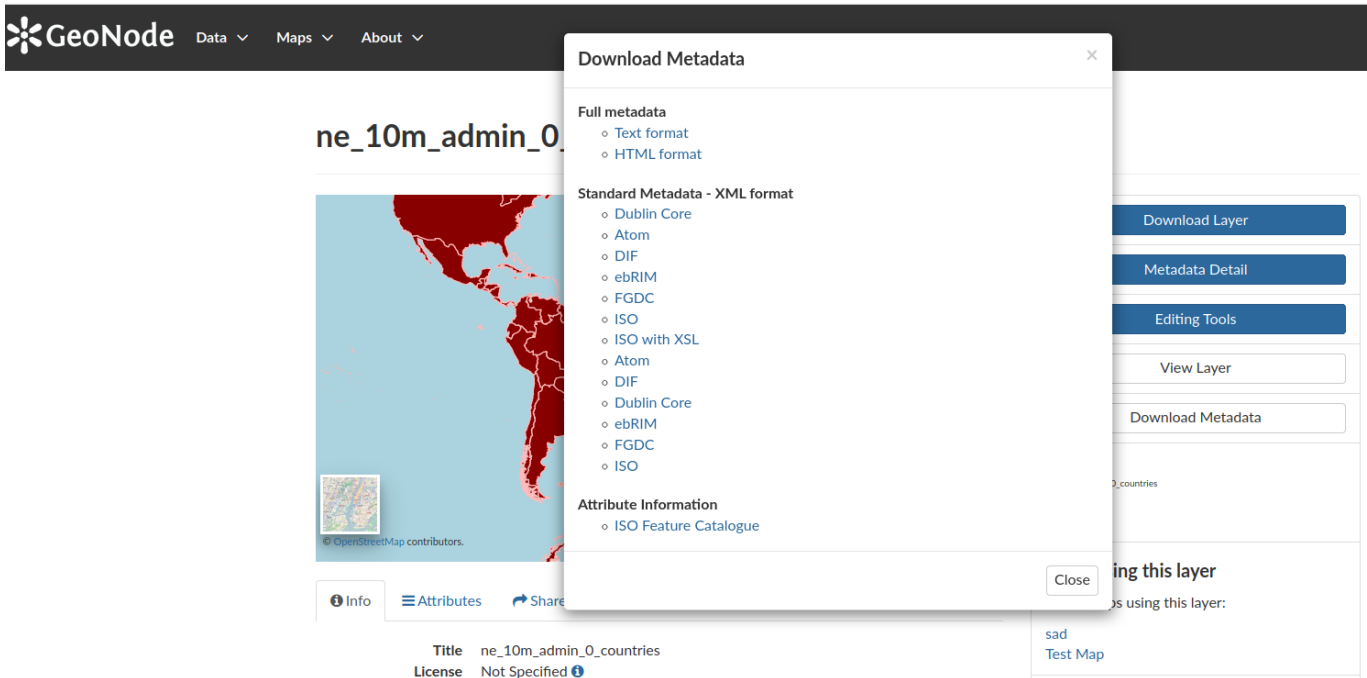 GeoNode Data Maps About
Download Metadata ×
Full metadata
Text format
HTML format
Standard Metadata - XML format
Dublin Core
Atom
DIF
ebRIM
FGDC
ISO
ISO with XSL
Atom
DIF
Dublin Core
ebRIM
FGDC
ISO
Attribute Information
ISO Feature Catalogue
Close
ne_10m_admin_0_
© OpenStreetMap contributors.
Download Layer
Metadata Detail
Editing Tools
View Layer
Download Metadata
0_countries
ing this layer
ps using this layer:
sad
Test Map
Info Attributes Share
Title ne_10m_admin_0_countries
License Not Specified